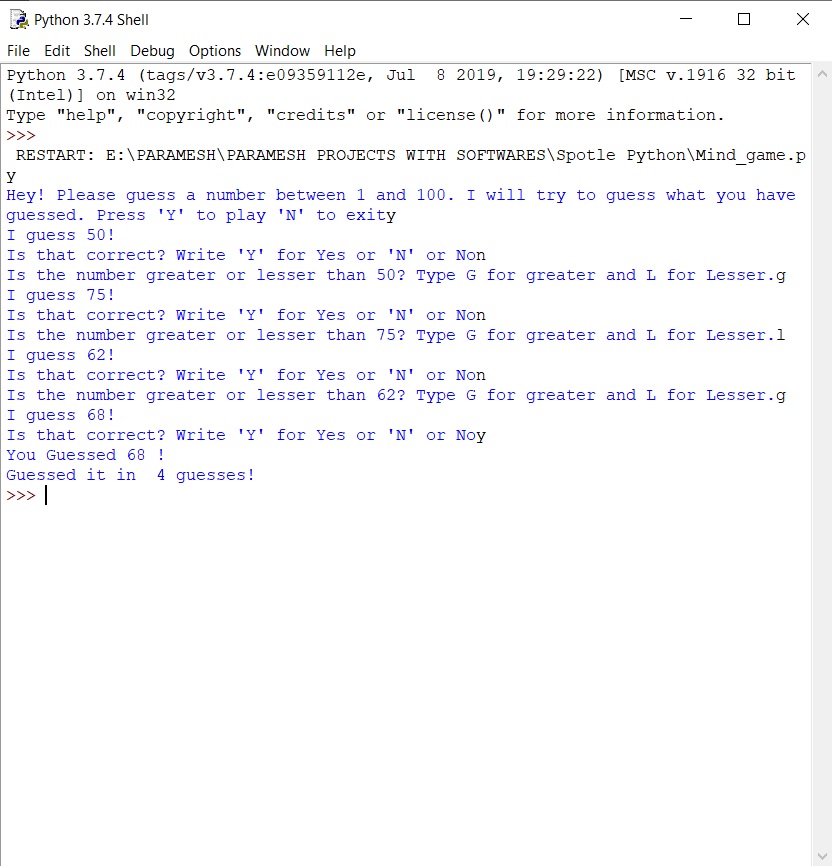 Python 3.7.4 Shell
File Edit Shell Debug Options Window Help
Python 3.7.4 (tags/v3.7.4:e09359112e, Jul  8 2019, 19:29:22) [MSC v.1916 32 bit
(Intel)] on win32
Type "help", "copyright", "credits" or "license()" for more information.
>>>
 RESTART: E:\PARAMESH\PARAMESH PROJECTS WITH SOFTWARES\Spotle Python\Mind_game.p
y
Hey! Please guess a number between 1 and 100. I will try to guess what you have
guessed. Press 'Y' to play 'N' to exity
I guess 50!
Is that correct? Write 'Y' for Yes or 'N' or Non
Is the number greater or lesser than 50? Type G for greater and L for Lesser.g
I guess 75!
Is that correct? Write 'Y' for Yes or 'N' or Non
Is the number greater or lesser than 75? Type G for greater and L for Lesser.l
I guess 62!
Is that correct? Write 'Y' for Yes or 'N' or Non
Is the number greater or lesser than 62? Type G for greater and L for Lesser.g
I guess 68!
Is that correct? Write 'Y' for Yes or 'N' or Noy
You Guessed 68 !
Guessed it in  4 guesses!
>>>